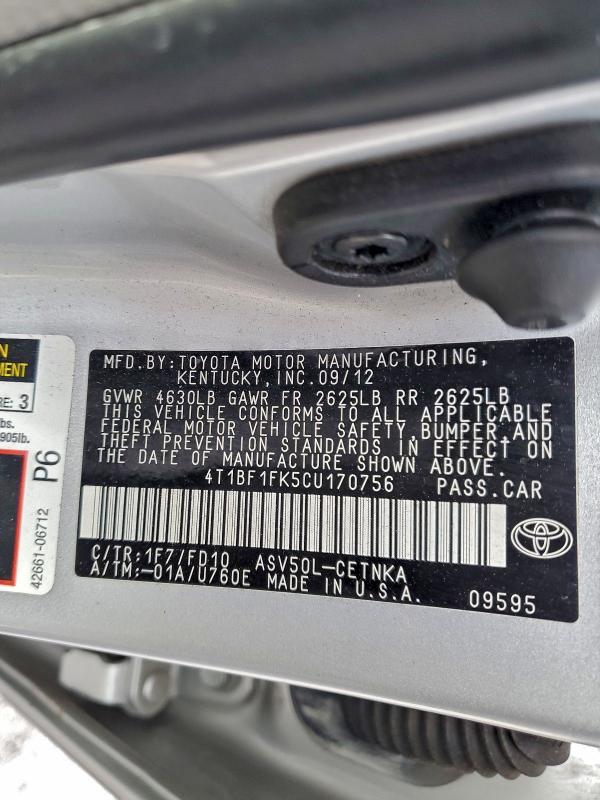 MFD.BY:TOYOTA MOTOR MANUFACTURING,
KENTUCKY, INC.09/12
GVWR 4630LB GAWR FR 2625LB RR 2625LB
THIS VEHICLE CONFORMS TO ALL APPLICABLE
FEDERAL MOTOR VEHICLE SAFETY,BUMPER,AND
THEFT PREVENTION STANDARDS IN EFFECT ON
THE DATE OF MANUFACTURE SHOWN ABOVE.
4T1BF1FK5CU170756 PASS.CAR
C/TR:1F7/FD10 ASV50L-CETNKA
A/TM:-01A/U760E MADE IN U.S.A. 09595
: 3
905lb.
P6
42661-06712